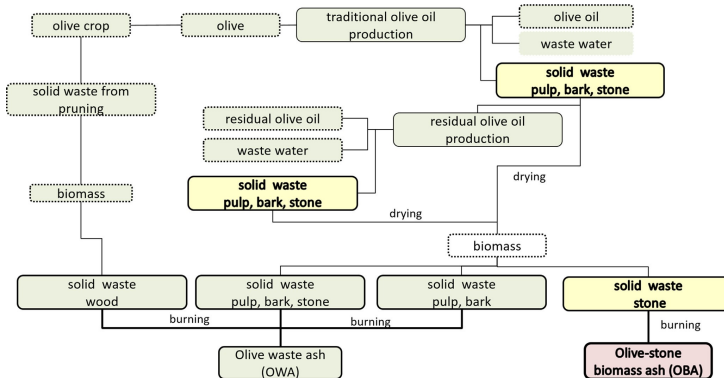 olive crop
olive
traditional olive oil
production
olive oil
waste water
solid waste
pulp, bark, stone
solid waste from
pruning
residual olive oil
waste water
residual olive oil
production
solid waste
pulp, bark, stone
drying
drying
biomass
biomass
solid waste
wood
solid waste
pulp, bark, stone
solid waste
pulp, bark
solid waste
stone
burning
burning
burning
Olive waste ash
(OWA)
Olive-stone
biomass ash (OBA)